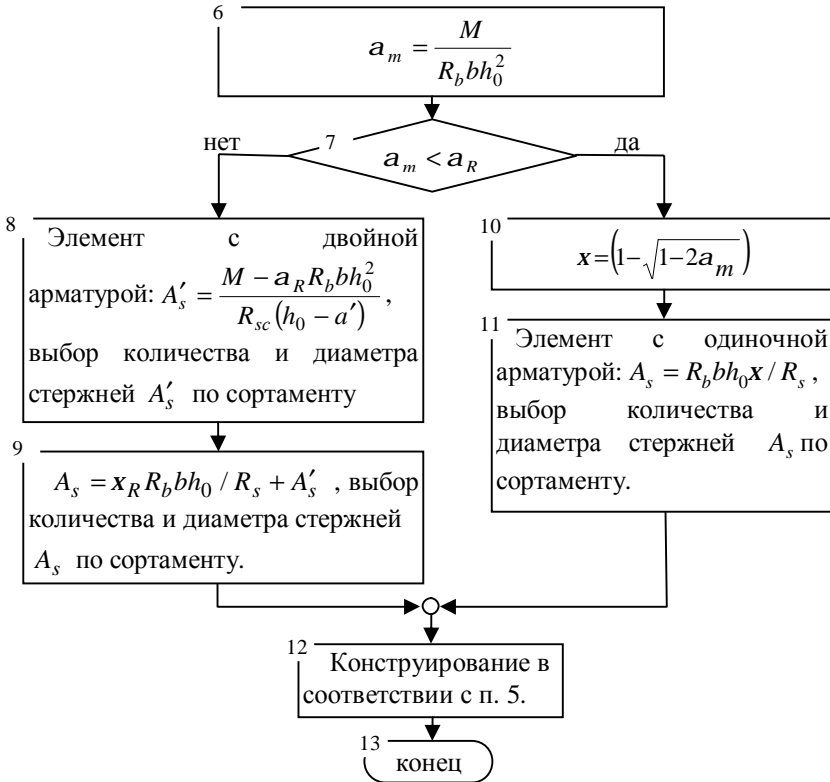 6
a_m = M / R_b b h_0^2
нет
7
a_m < a_R
да
8
Элемент с двойной
арматурой: A'_s = (M − a_R R_b b h_0^2) / (R_sc (h_0 − a′)) ,
выбор количества и диаметра
стержней A'_s по сортаменту
10
x = (1 − √(1 − 2a_m))
11
Элемент с одиночной
арматурой: A_s = R_b b h_0 x / R_s ,
выбор количества и
диаметра стержней A_s по
сортаменту.
9
A_s = x_R R_b b h_0 / R_s + A'_s , выбор
количества и диаметра стержней
A_s по сортаменту.
12
Конструирование в
соответствии с п. 5.
13
конец